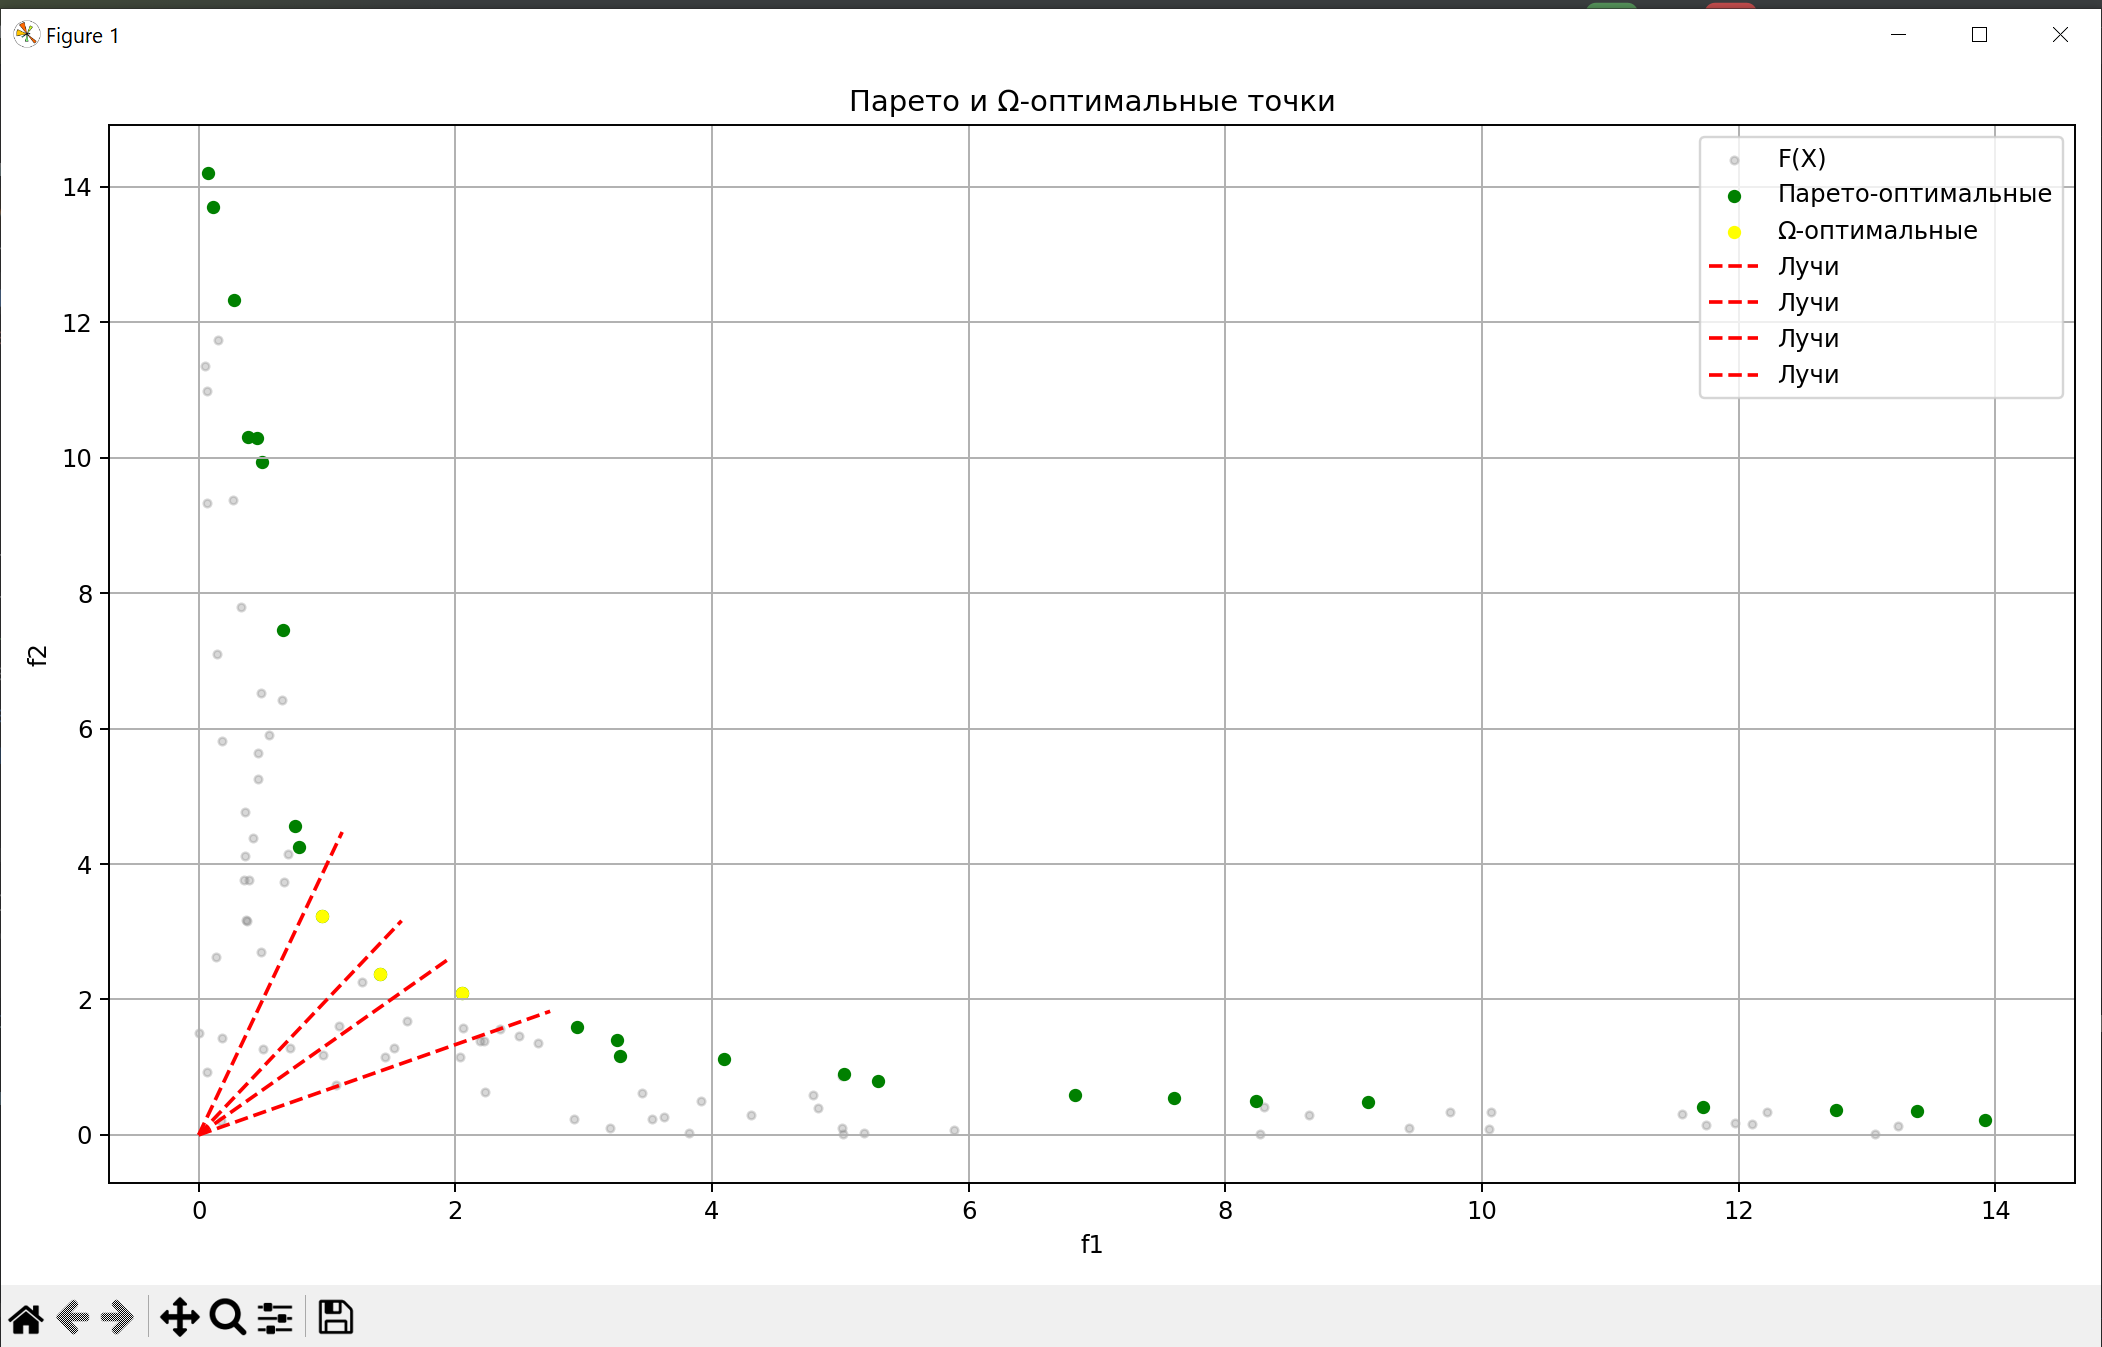 Figure 1
Парето и Ω-оптимальные точки
F(X)
Парето-оптимальные
Ω-оптимальные
Лучи
Лучи
Лучи
Лучи
14
12
10
8
6
4
2
0
f2
0 2 4 6 8 10 12 14
f1